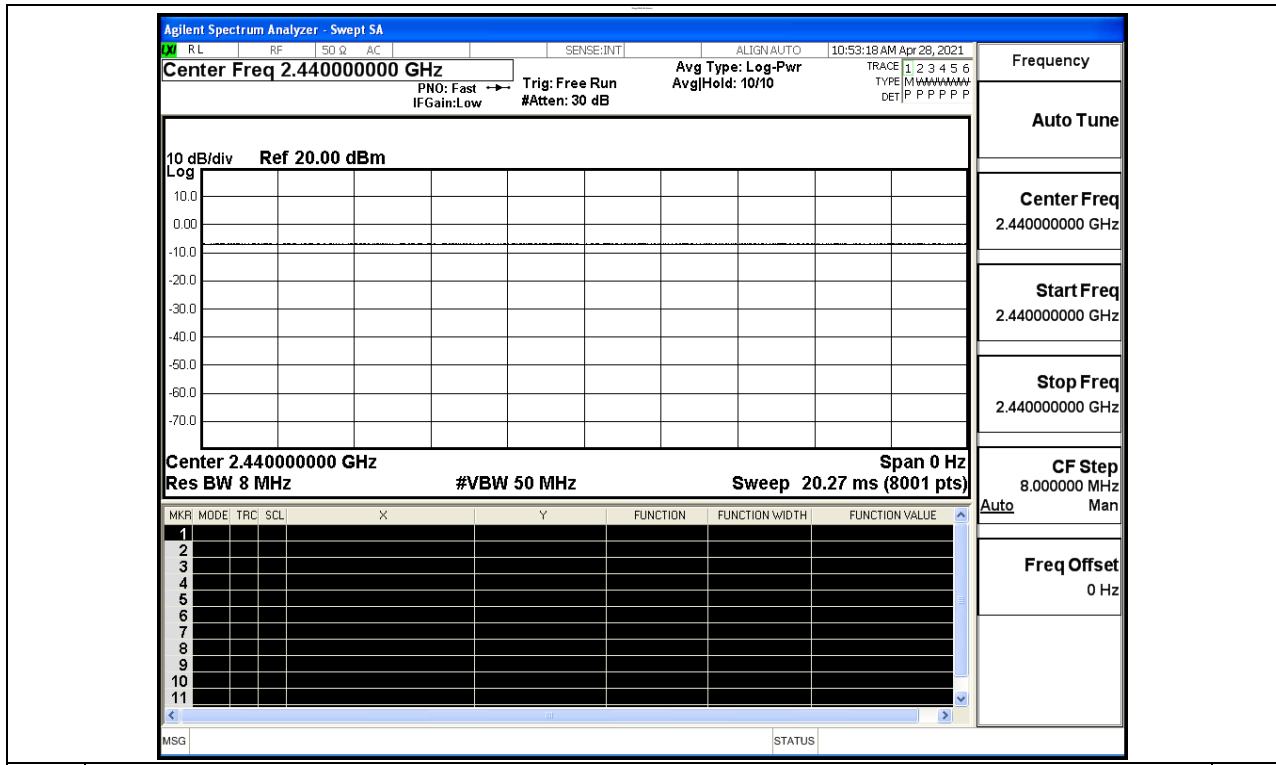 Agilent Spectrum Analyzer - Swept SA
LXI RL RF 50 Ω AC SENSE:INT ALIGN AUTO 10:53:18 AM Apr 28, 2021
Center Freq 2.440000000 GHz
PNO: Fast
IFGain:Low
Trig: Free Run
#Atten: 30 dB
Avg Type: Log-Pwr
Avg|Hold: 10/10
TRACE 1 2 3 4 5 6
TYPE M WWWWW
DET P P P P P P
10 dB/div Ref 20.00 dBm
Log
10.0
0.00
-10.0
-20.0
-30.0
-40.0
-50.0
-60.0
-70.0
Center 2.440000000 GHz Span 0 Hz
Res BW 8 MHz #VBW 50 MHz Sweep 20.27 ms (8001 pts)
MKR MODE TRC SCL X Y FUNCTION FUNCTION WIDTH FUNCTION VALUE
1
2
3
4
5
6
7
8
9
10
11
MSG STATUS
Frequency
Auto Tune
Center Freq
2.440000000 GHz
Start Freq
2.440000000 GHz
Stop Freq
2.440000000 GHz
CF Step
8.000000 MHz
Auto Man
Freq Offset
0 Hz